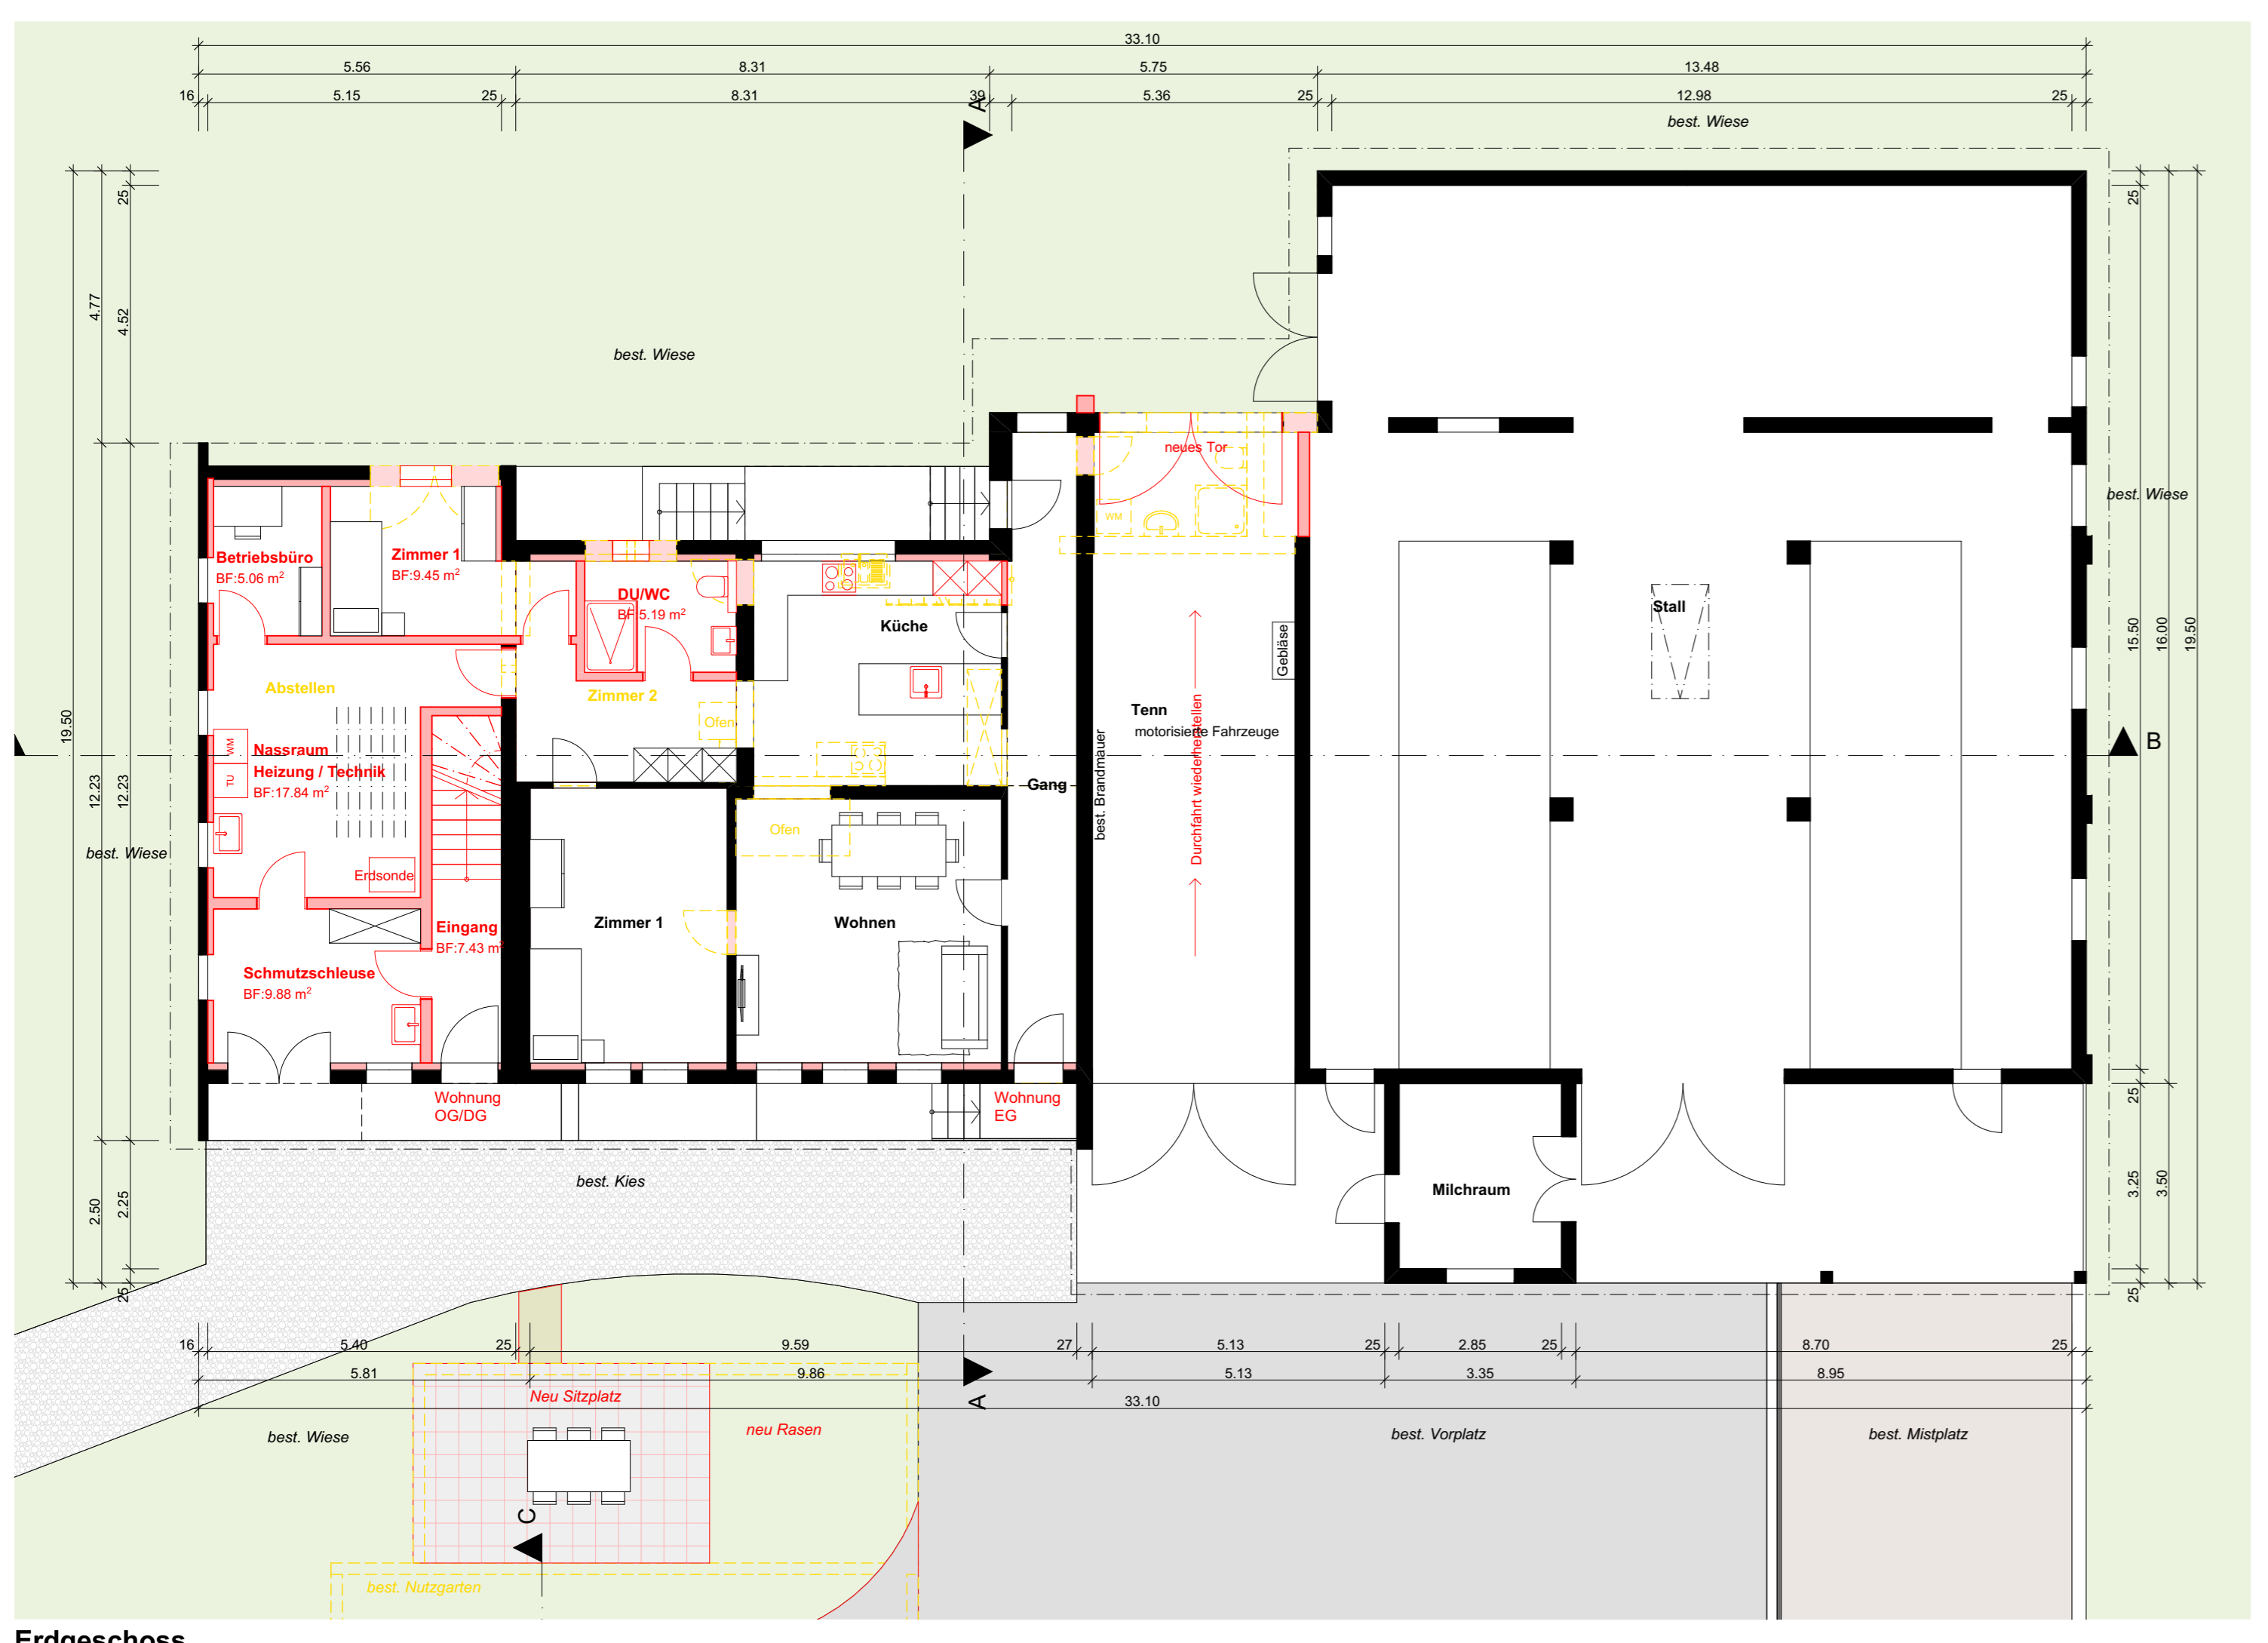 33.10
5.56 8.31 5.75 13.48
16 5.15 25 8.31 39 5.36 25 12.98 25
A
best. Wiese
25
4.77
4.52
19.50
12.23
12.23
2.50
2.25
25
25
15.50
16.00
19.50
25
3.25
3.50
25
best. Wiese
best. Wiese
best. Wiese
neues Tor
WM
Betriebsbüro
BF:5.06 m²
Zimmer 1
BF:9.45 m²
DU/WC
BF:5.19 m²
Küche
Stall
Gebläse
Abstellen
Zimmer 2
Ofen
Tenn
motorisierte Fahrzeuge
Durchfahrt wiederherstellen
best. Brandmauer
B
WM
TU
Nassraum
Heizung / Technik
BF:17.84 m²
Gang
Ofen
Erdsonde
Eingang
BF:7.43 m²
Zimmer 1
Wohnen
Schmutzschleuse
BF:9.88 m²
Wohnung
OG/DG
Wohnung
EG
best. Kies
Milchraum
16 5.40 25 9.59 27 5.13 25 2.85 25 8.70 25
5.81 9.86 5.13 3.35 8.95
A
33.10
Neu Sitzplatz
neu Rasen
best. Wiese
best. Vorplatz
best. Mistplatz
C
best. Nutzgarten
Erdgeschoss